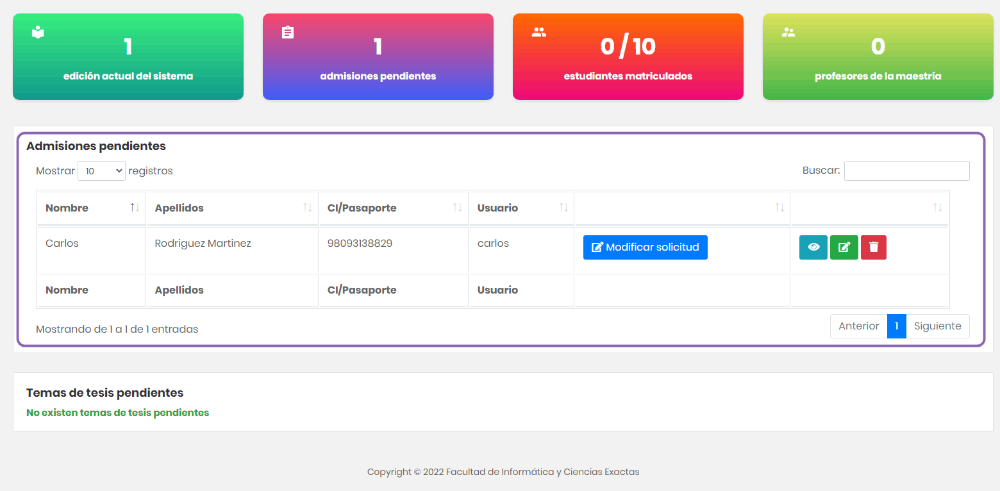 1
edición actual del sistema
1
admisiones pendientes
0 / 10
estudiantes matriculados
0
profesores de la maestría
Admisiones pendientes
Mostrar 10 registros
Buscar:
Nombre Apellidos CI/Pasaporte Usuario
Carlos Rodriguez Martinez 98093138829 carlos Modificar solicitud
Nombre Apellidos CI/Pasaporte Usuario
Mostrando de 1 a 1 de 1 entradas
Anterior 1 Siguiente
Temas de tesis pendientes
No existen temas de tesis pendientes
Copyright © 2022 Facultad de Informática y Ciencias Exactas